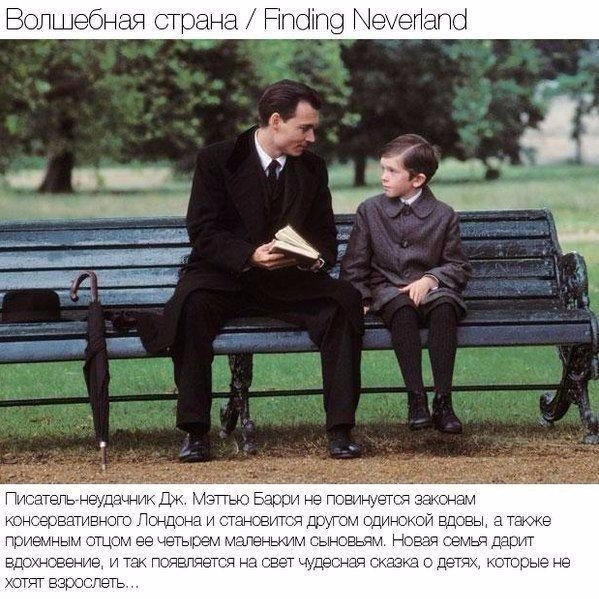 Волшебная страна / Finding Neverland
Писатель-неудачник Дж. Мэттью Барри не повинуется законам
консервативного Лондона и становится другом одинокой вдовы, а также
приемным отцом ее четырем маленьким сыновьям. Новая семья дарит
вдохновение, и так появляется на свет чудесная сказка о детях, которые не
хотят взрослеть...